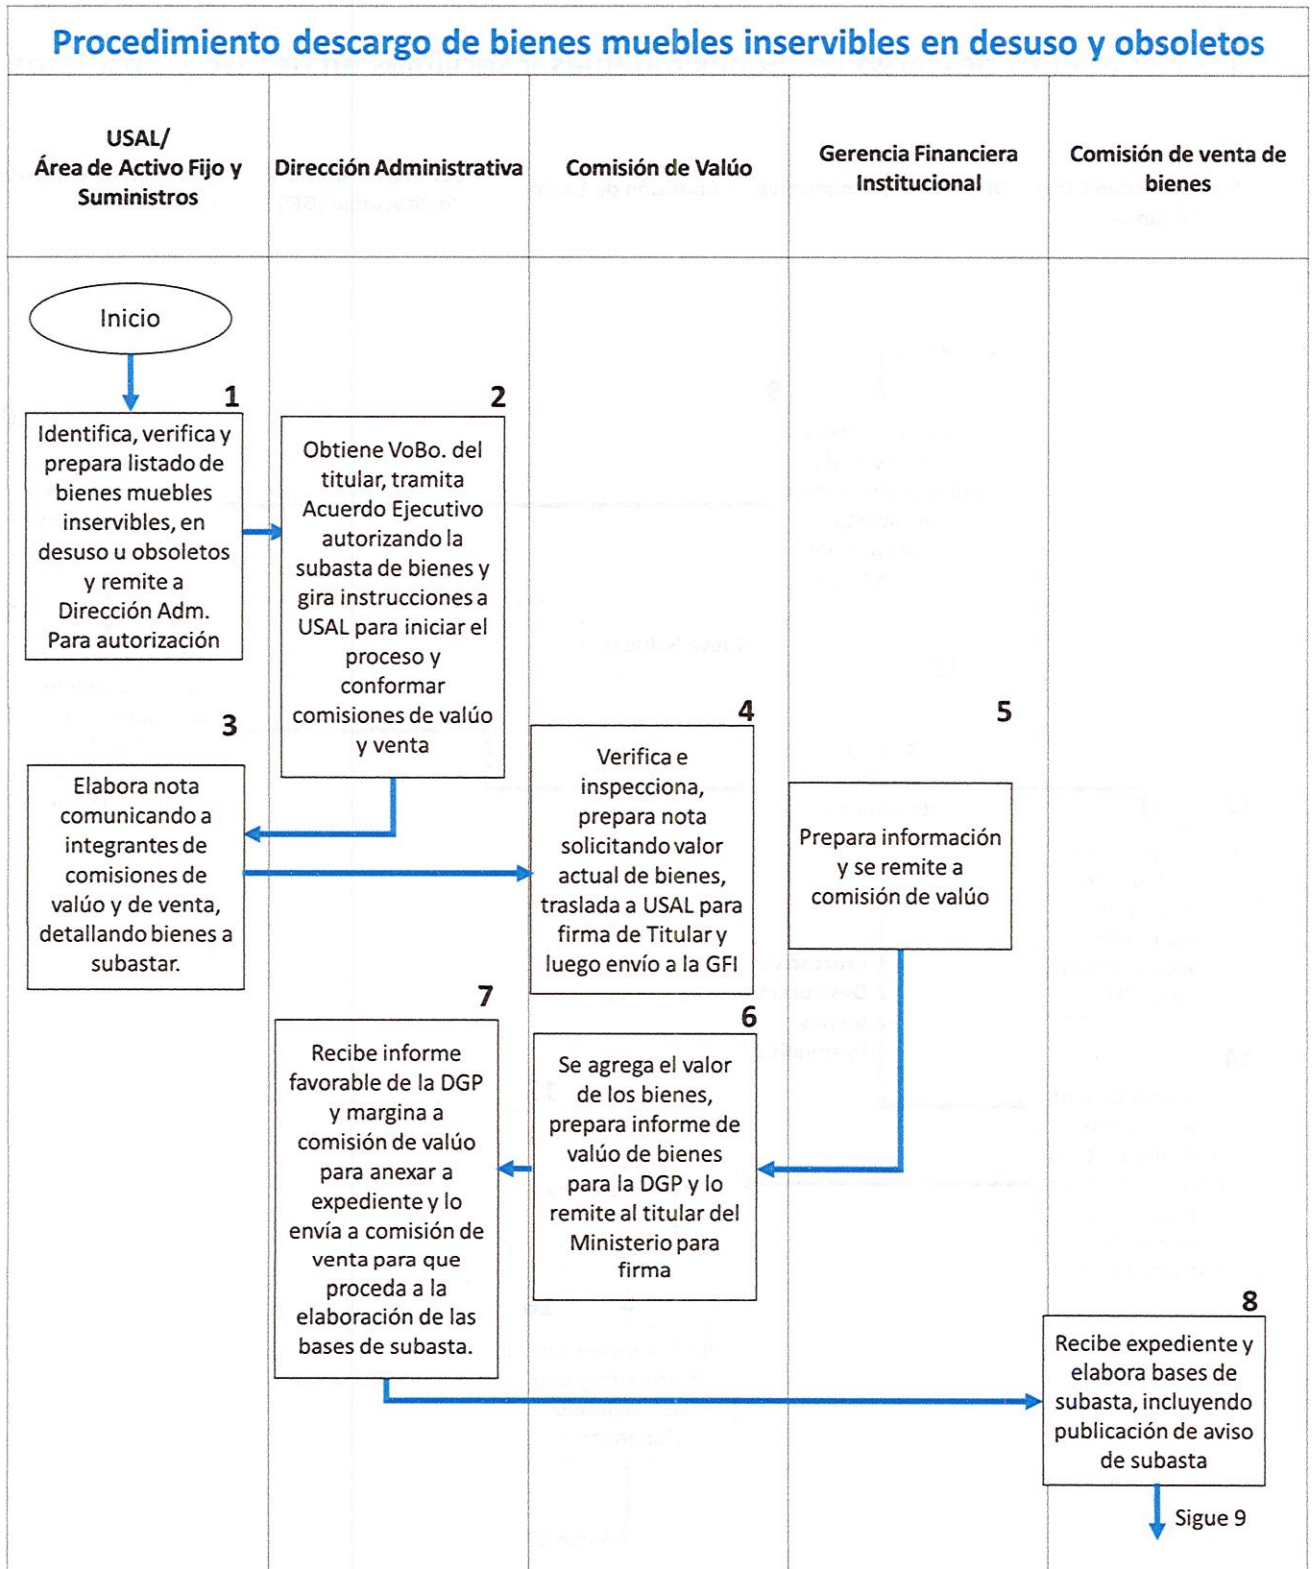 Procedimiento descargo de bienes muebles inservibles en desuso y obsoletos
USAL/
Área de Activo Fijo y
Suministros
Dirección Administrativa
Comisión de Valúo
Gerencia Financiera
Institucional
Comisión de venta de
bienes
Inicio
1
Identifica, verifica y
prepara listado de
bienes muebles
inservibles, en
desuso u obsoletos
y remite a
Dirección Adm.
Para autorización
2
Obtiene VoBo. del
titular, tramita
Acuerdo Ejecutivo
autorizando la
subasta de bienes y
gira instrucciones a
USAL para iniciar el
proceso y
conformar
comisiones de valúo
y venta
3
Elabora nota
comunicando a
integrantes de
comisiones de
valúo y de venta,
detallando bienes a
subastar.
4
Verifica e
inspecciona,
prepara nota
solicitando valor
actual de bienes,
traslada a USAL para
firma de Titular y
luego envío a la GFI
5
Prepara información
y se remite a
comisión de valúo
6
Se agrega el valor
de los bienes,
prepara informe de
valúo de bienes
para la DGP y lo
remite al titular del
Ministerio para
firma
7
Recibe informe
favorable de la DGP
y margina a
comisión de valúo
para anexar a
expediente y lo
envía a comisión de
venta para que
proceda a la
elaboración de las
bases de subasta.
8
Recibe expediente y
elabora bases de
subasta, incluyendo
publicación de aviso
de subasta
Sigue 9